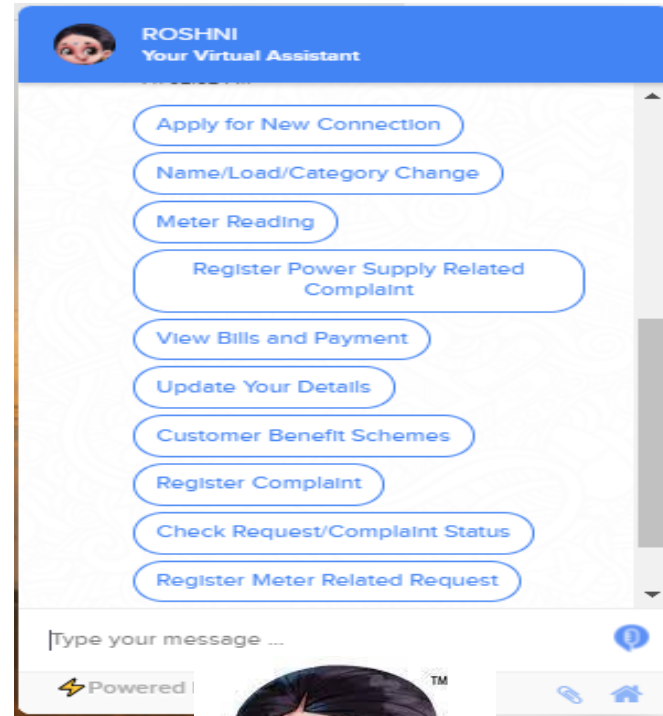 ROSHNI
Your Virtual Assistant
Apply for New Connection
Name/Load/Category Change
Meter Reading
Register Power Supply Related
Complaint
View Bills and Payment
Update Your Details
Customer Benefit Schemes
Register Complaint
Check Request/Complaint Status
Register Meter Related Request
Type your message ...
Powered
TM